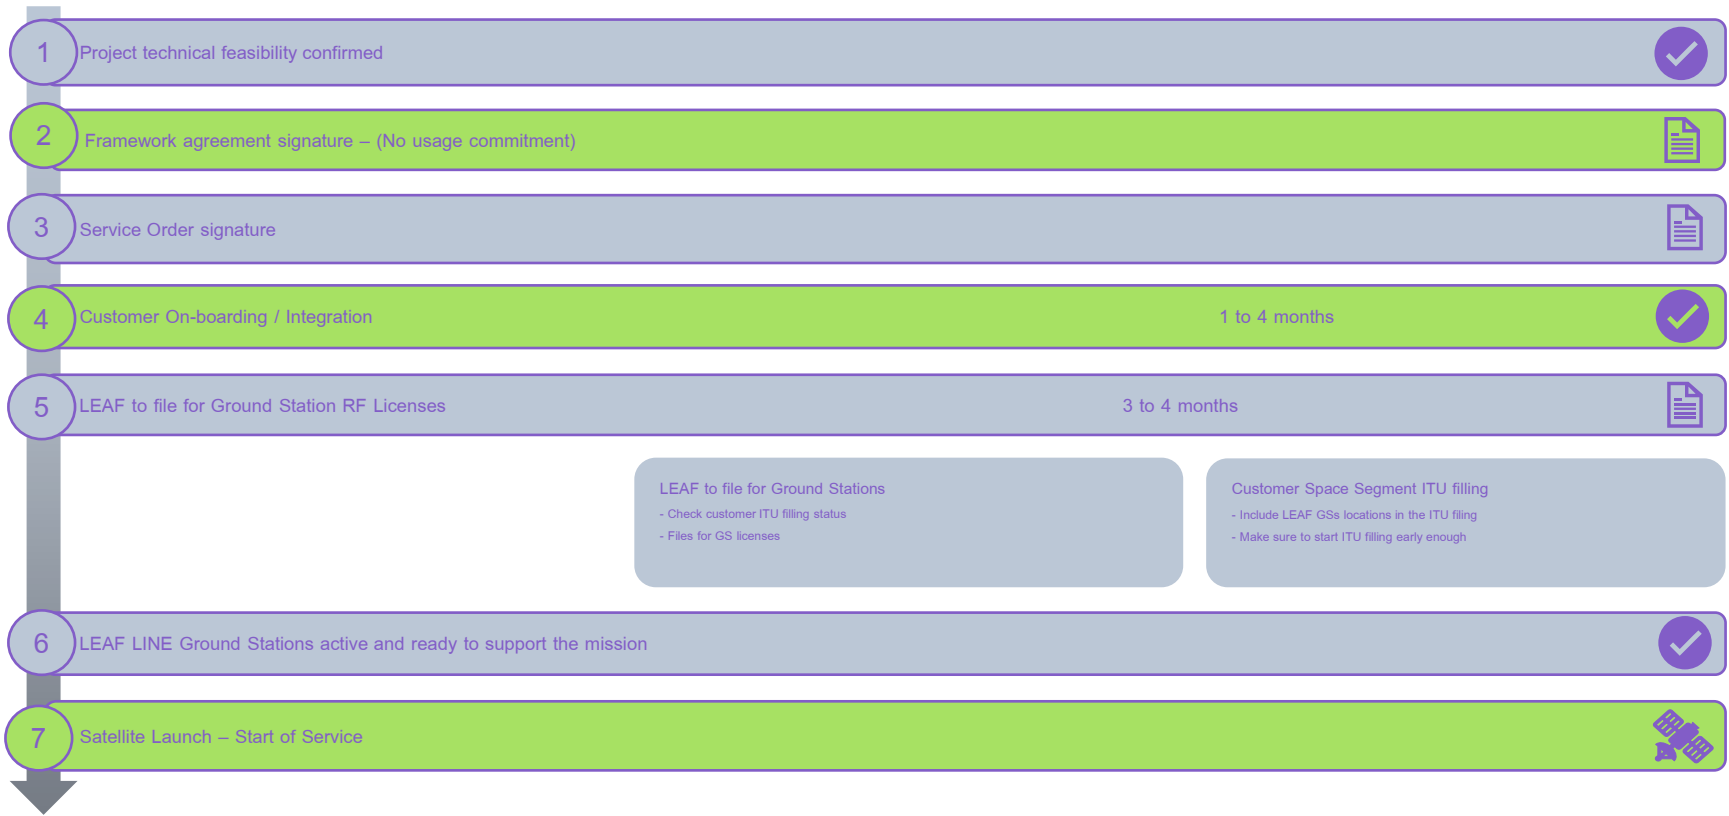 1
Project technical feasibility confirmed
2
Framework agreement signature – (No usage commitment)
3
Service Order signature
4
Customer On-boarding / Integration
1 to 4 months
5
LEAF to file for Ground Station RF Licenses
3 to 4 months
LEAF to file for Ground Stations
- Check customer ITU filling status
- Files for GS licenses
Customer Space Segment ITU filling
- Include LEAF GSs locations in the ITU filing
- Make sure to start ITU filling early enough
6
LEAF LINE Ground Stations active and ready to support the mission
7
Satellite Launch – Start of Service